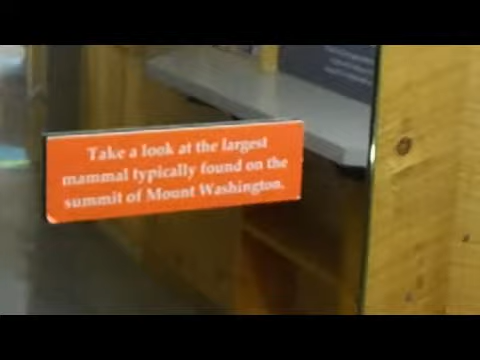 Take a look at the largest
mammal typically found on the
summit of Mount Washington.